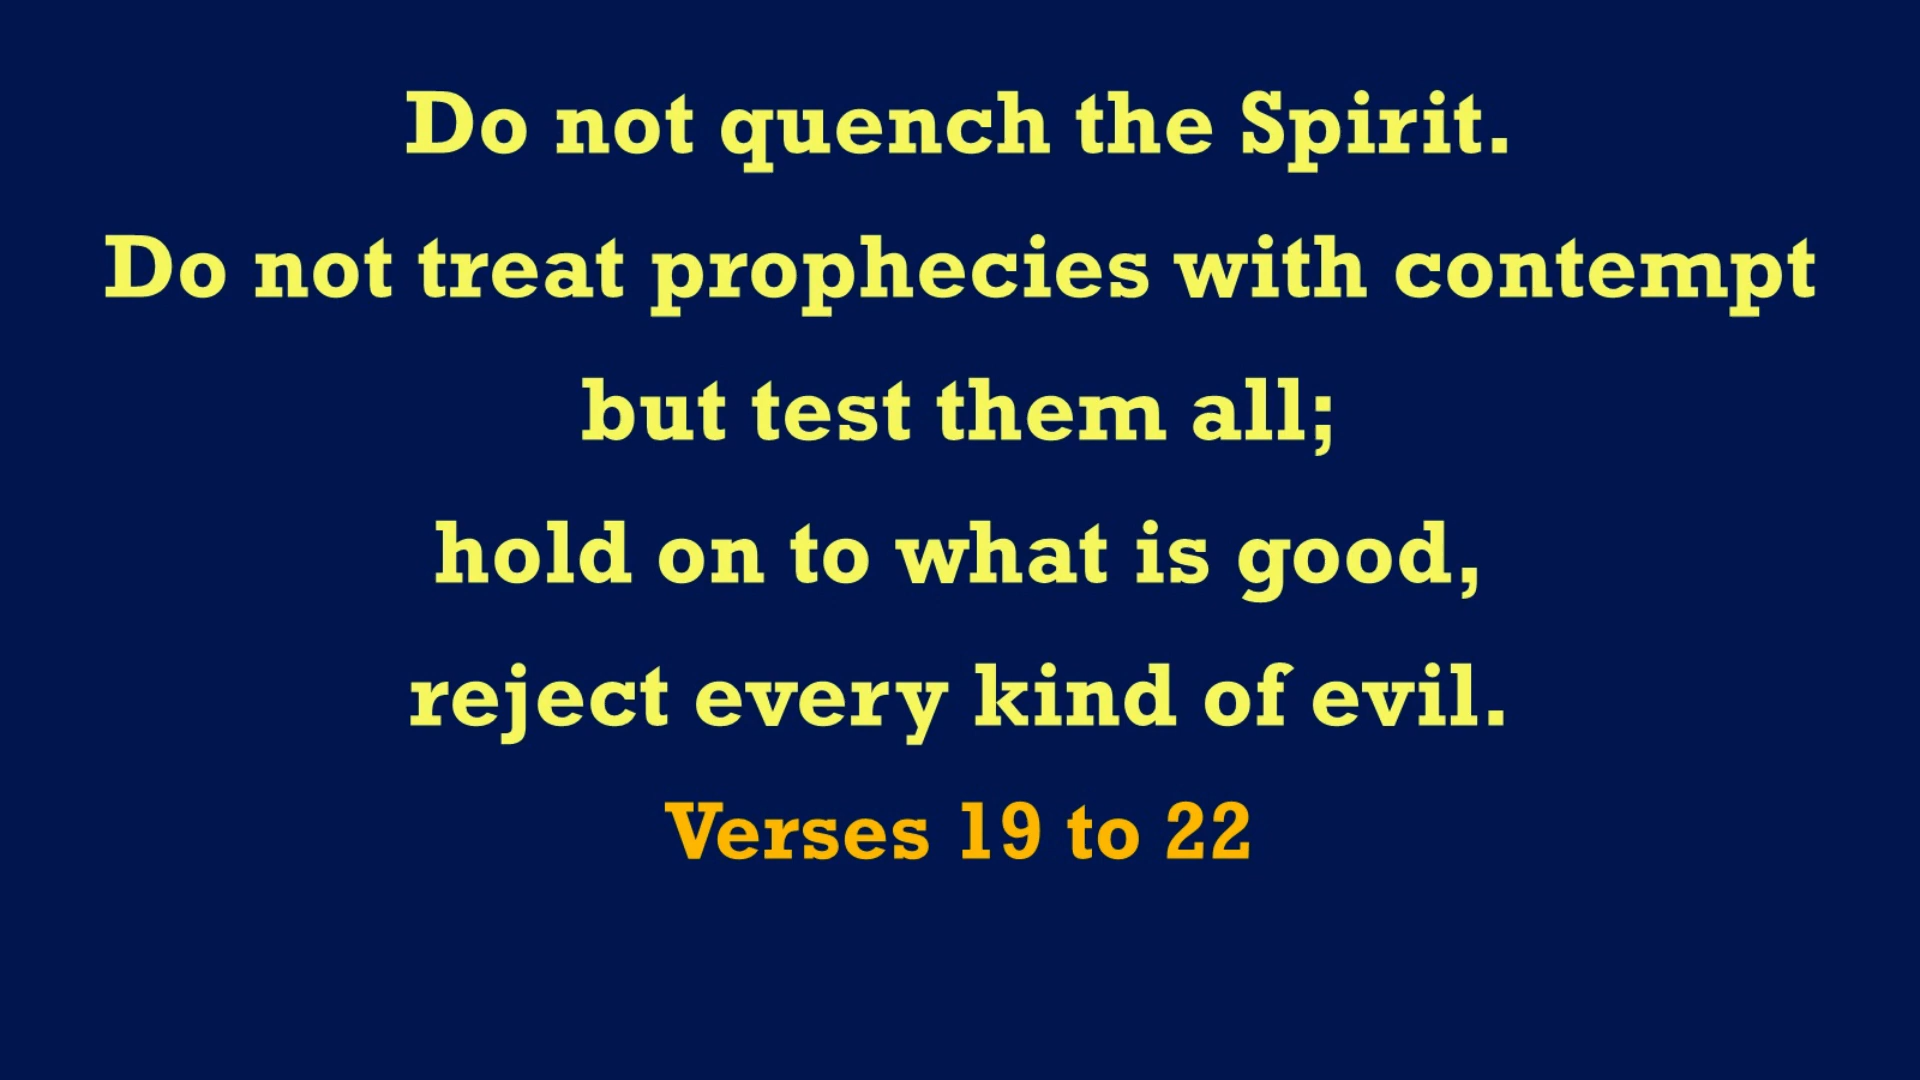 Do not quench the Spirit.
Do not treat prophecies with contempt
but test them all;
hold on to what is good,
reject every kind of evil.
Verses 19 to 22